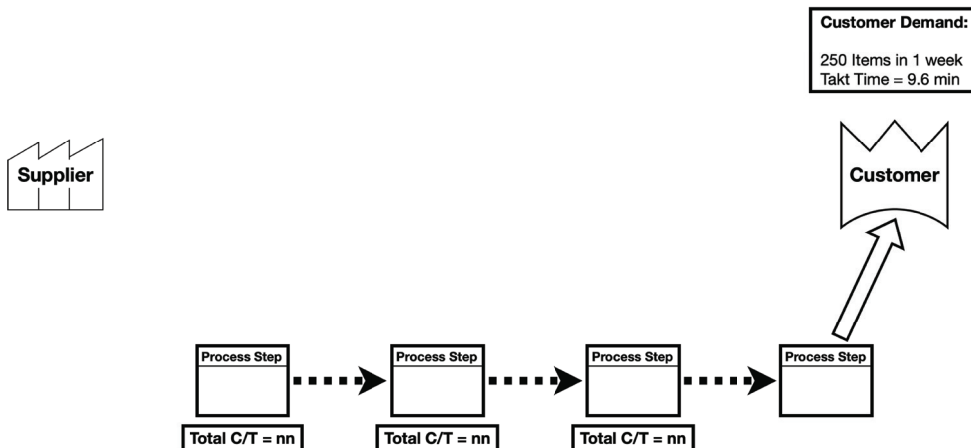 Customer Demand:
250 Items in 1 week
Takt Time = 9.6 min
Supplier
Customer
Process Step
Process Step
Process Step
Process Step
Total C/T = nn
Total C/T = nn
Total C/T = nn